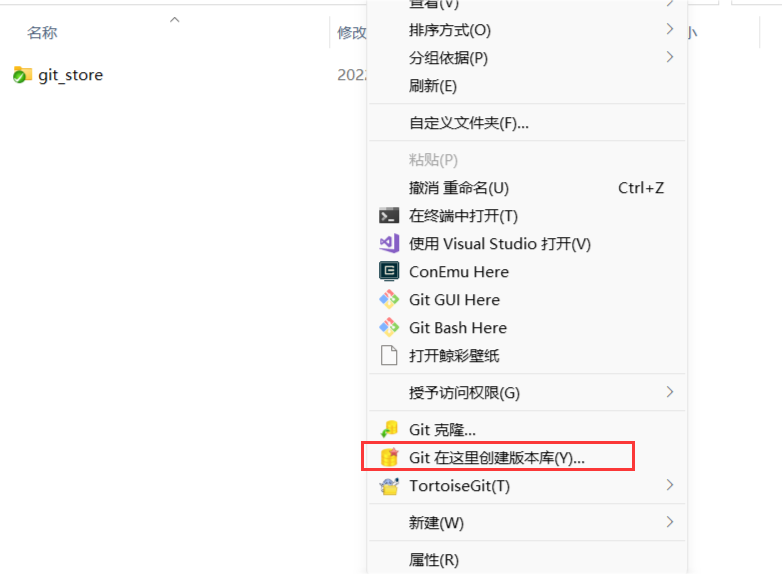 查看(V)
名称
修改
排序方式(O)
小
分组依据(P)
git_store
202
刷新(E)
自定义文件夹(F)...
粘贴(P)
撤消 重命名(U) Ctrl+Z
在终端中打开(T)
使用 Visual Studio 打开(V)
ConEmu Here
Git GUI Here
Git Bash Here
打开鲸彩壁纸
授予访问权限(G)
Git 克隆...
Git 在这里创建版本库(Y)...
TortoiseGit(T)
新建(W)
属性(R)